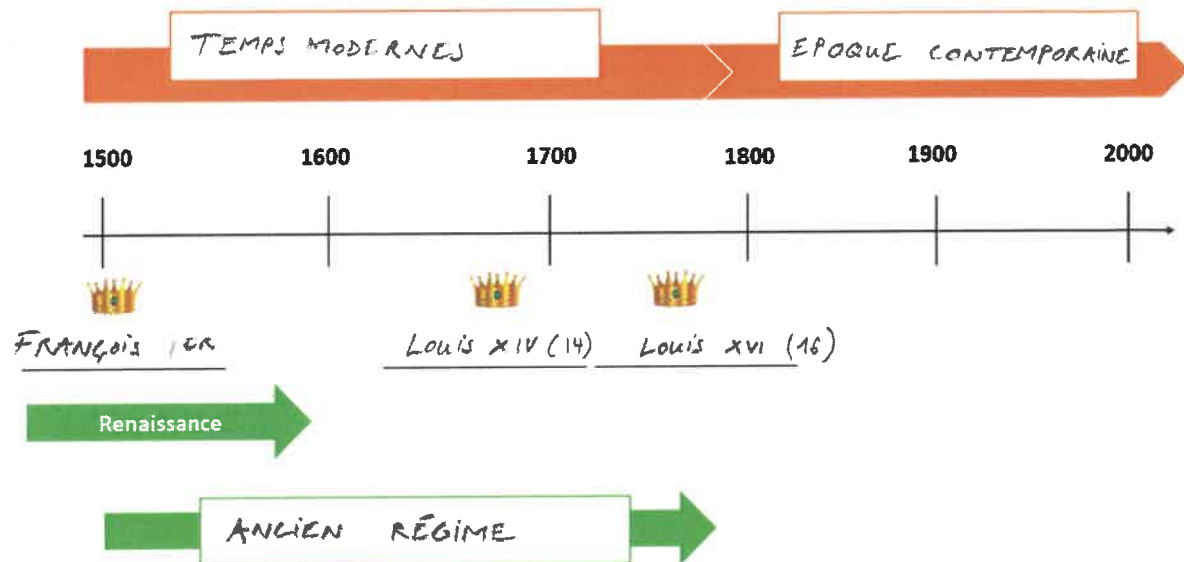 TEMPS MODERNES
EPOQUE CONTEMPORAINE
1500 1600 1700 1800 1900 2000
FRANÇOIS 1ER
LOUIS XIV (14)
LOUIS XVI (16)
Renaissance
ANCIEN RÉGIME